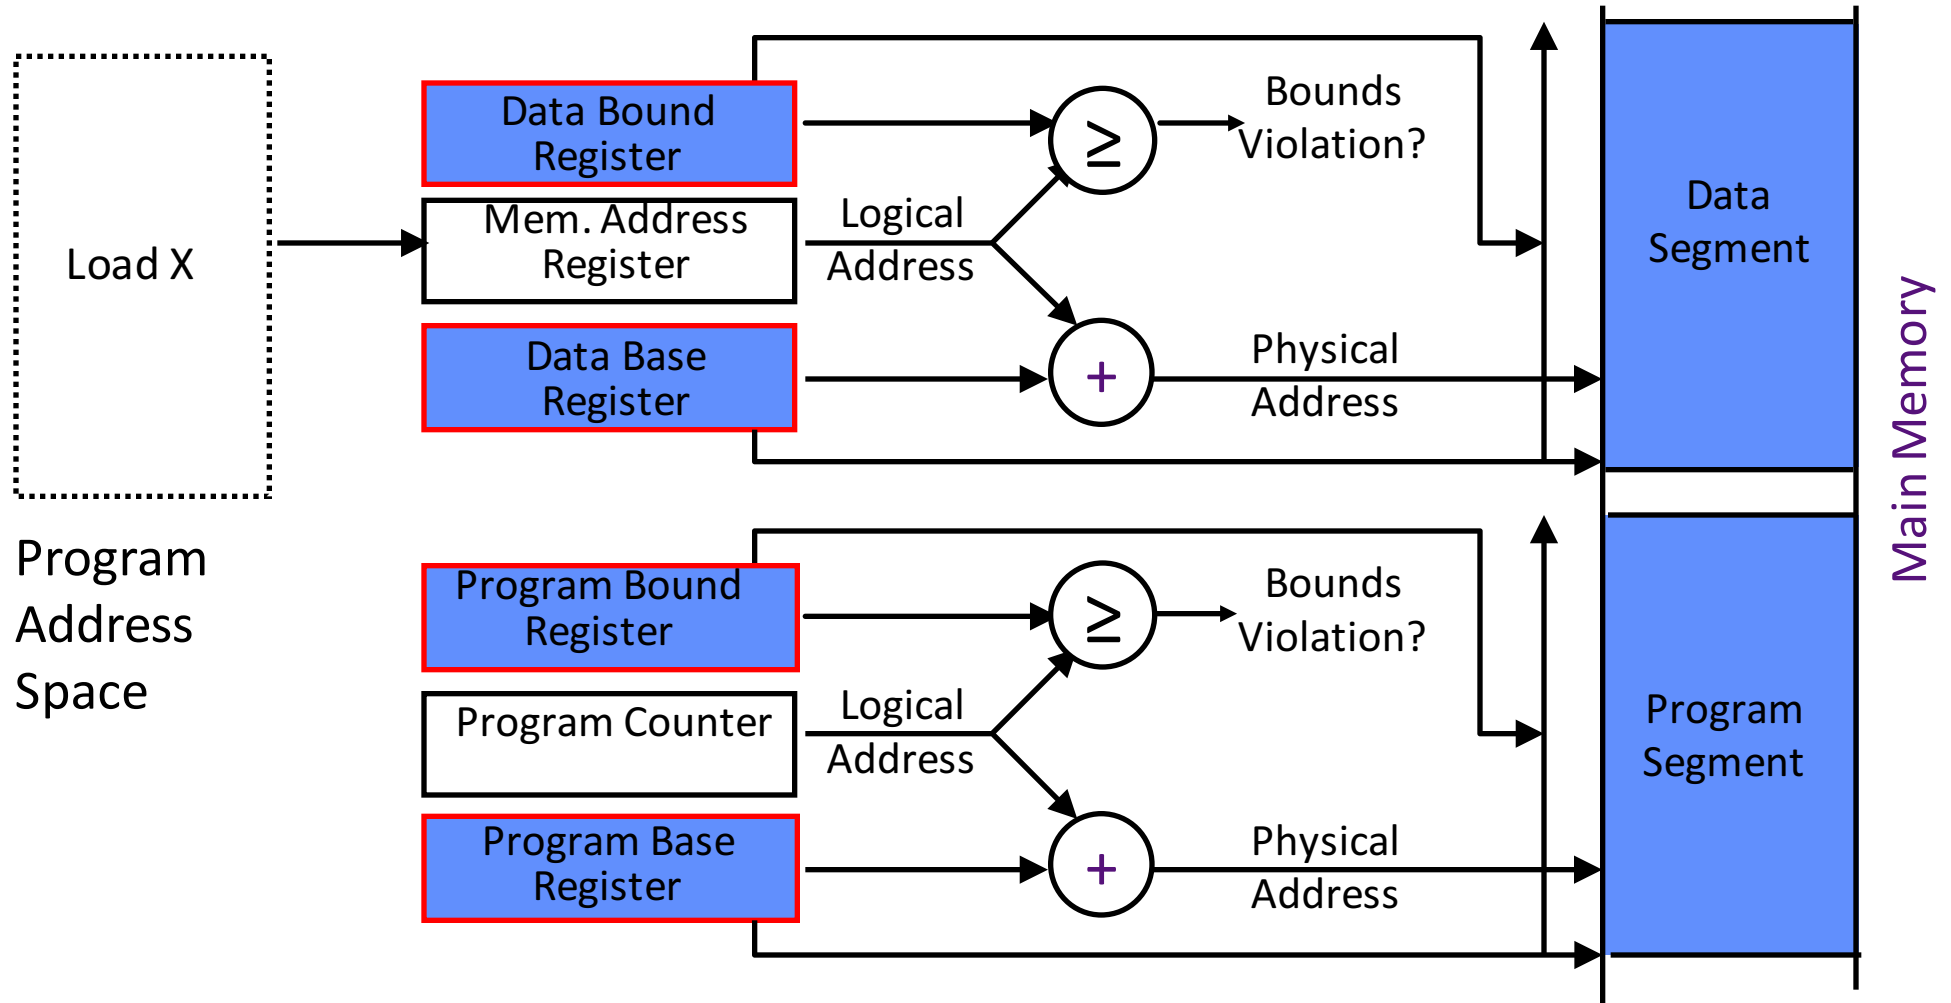 Load X
Program
Address
Space
Data Bound
Register
Mem. Address
Register
Data Base
Register
Logical
Address
≥
+
Bounds
Violation?
Physical
Address
Program Bound
Register
Program Counter
Program Base
Register
Logical
Address
≥
+
Bounds
Violation?
Physical
Address
Data
Segment
Program
Segment
Main Memory